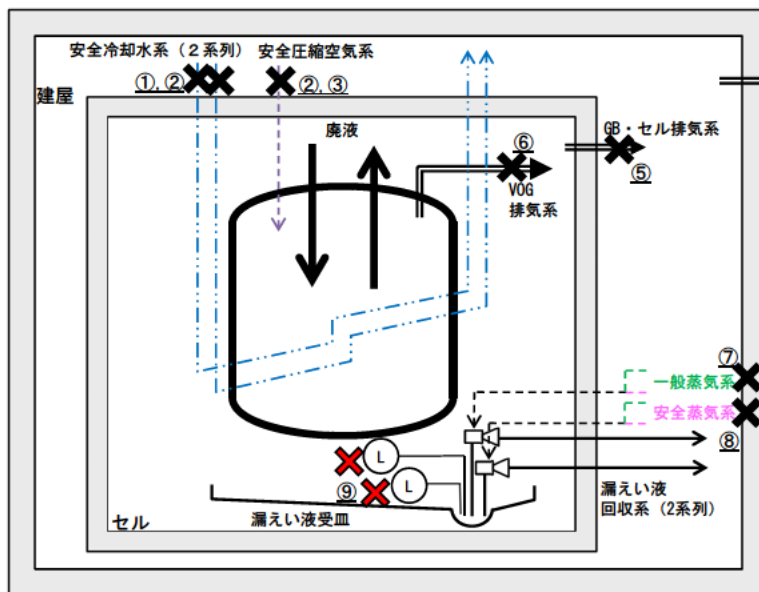 安全冷却水系（２系列）
安全圧縮空気系
①, ②
②, ③
建屋
廃液
⑥
GB・セル排気系
VOG
排気系
⑤
⑦
一般蒸気系
安全蒸気系
⑧
L
L
⑨
漏えい液
回収系（2系列）
漏えい液受皿
セル